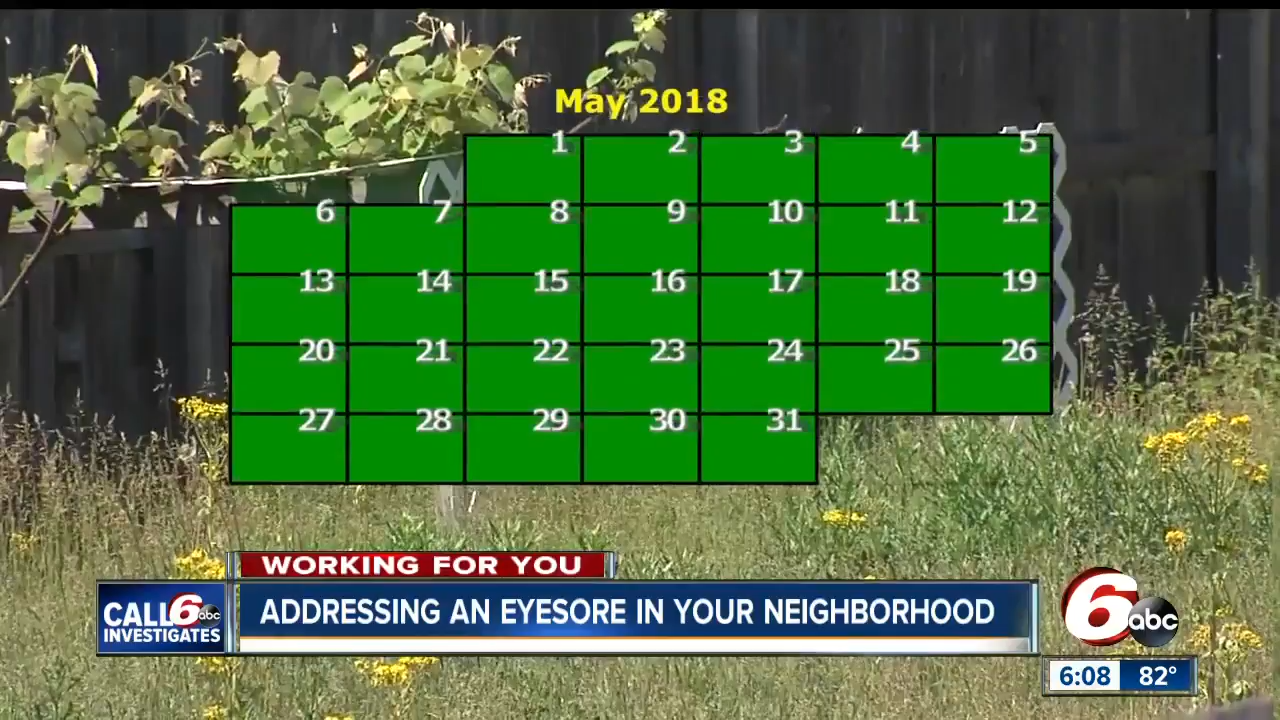 May 2018
1 2 3 4 5
6 7 8 9 10 11 12
13 14 15 16 17 18 19
20 21 22 23 24 25 26
27 28 29 30 31
WORKING FOR YOU
CALL 6 abc
INVESTIGATES
ADDRESSING AN EYESORE IN YOUR NEIGHBORHOOD
6 abc
6:08 82°